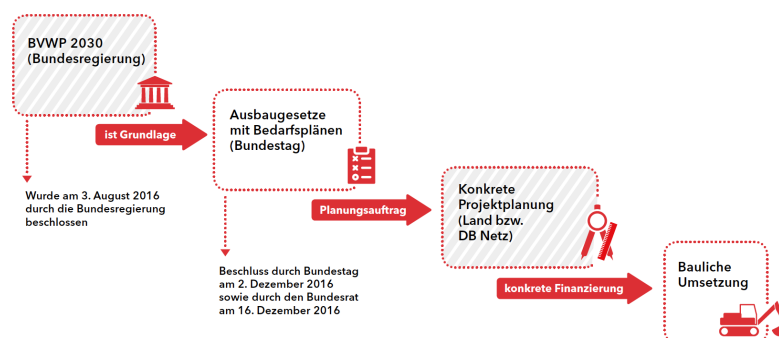 BVWP 2030
(Bundesregierung)
ist Grundlage
Wurde am 3. August 2016
durch die Bundesregierung
beschlossen
Ausbaugesetze
mit Bedarfsplänen
(Bundestag)
Planungsauftrag
Beschluss durch Bundestag
am 2. Dezember 2016
sowie durch den Bundesrat
am 16. Dezember 2016
Konkrete
Projektplanung
(Land bzw.
DB Netz)
konkrete Finanzierung
Bauliche
Umsetzung